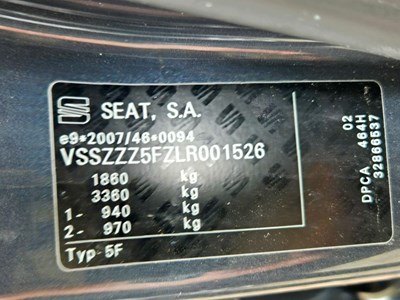 SEAT, S.A.
e9*2007/46*0094
VSSZZZ5FZLR001526
1860 kg
3360 kg
1- 940 kg
2- 970 kg
Typ 5F
02
DPCA 464H
32866537